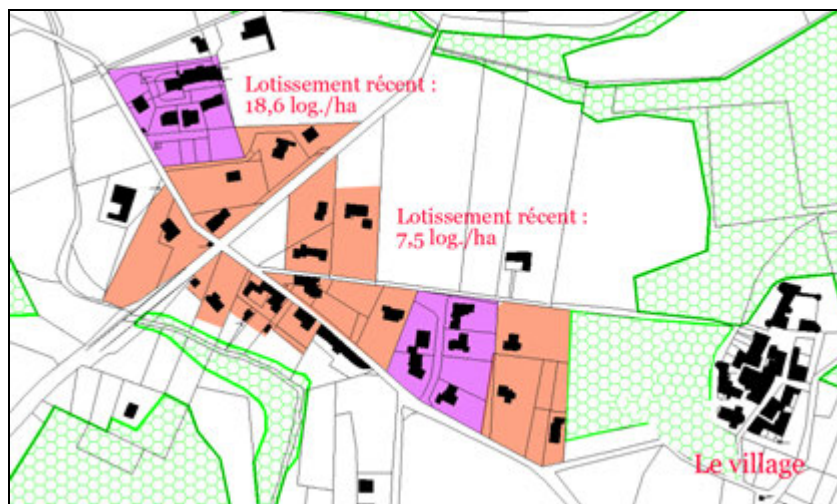 Lotissement récent :
18,6 log./ha
Lotissement récent :
7,5 log./ha
Le village